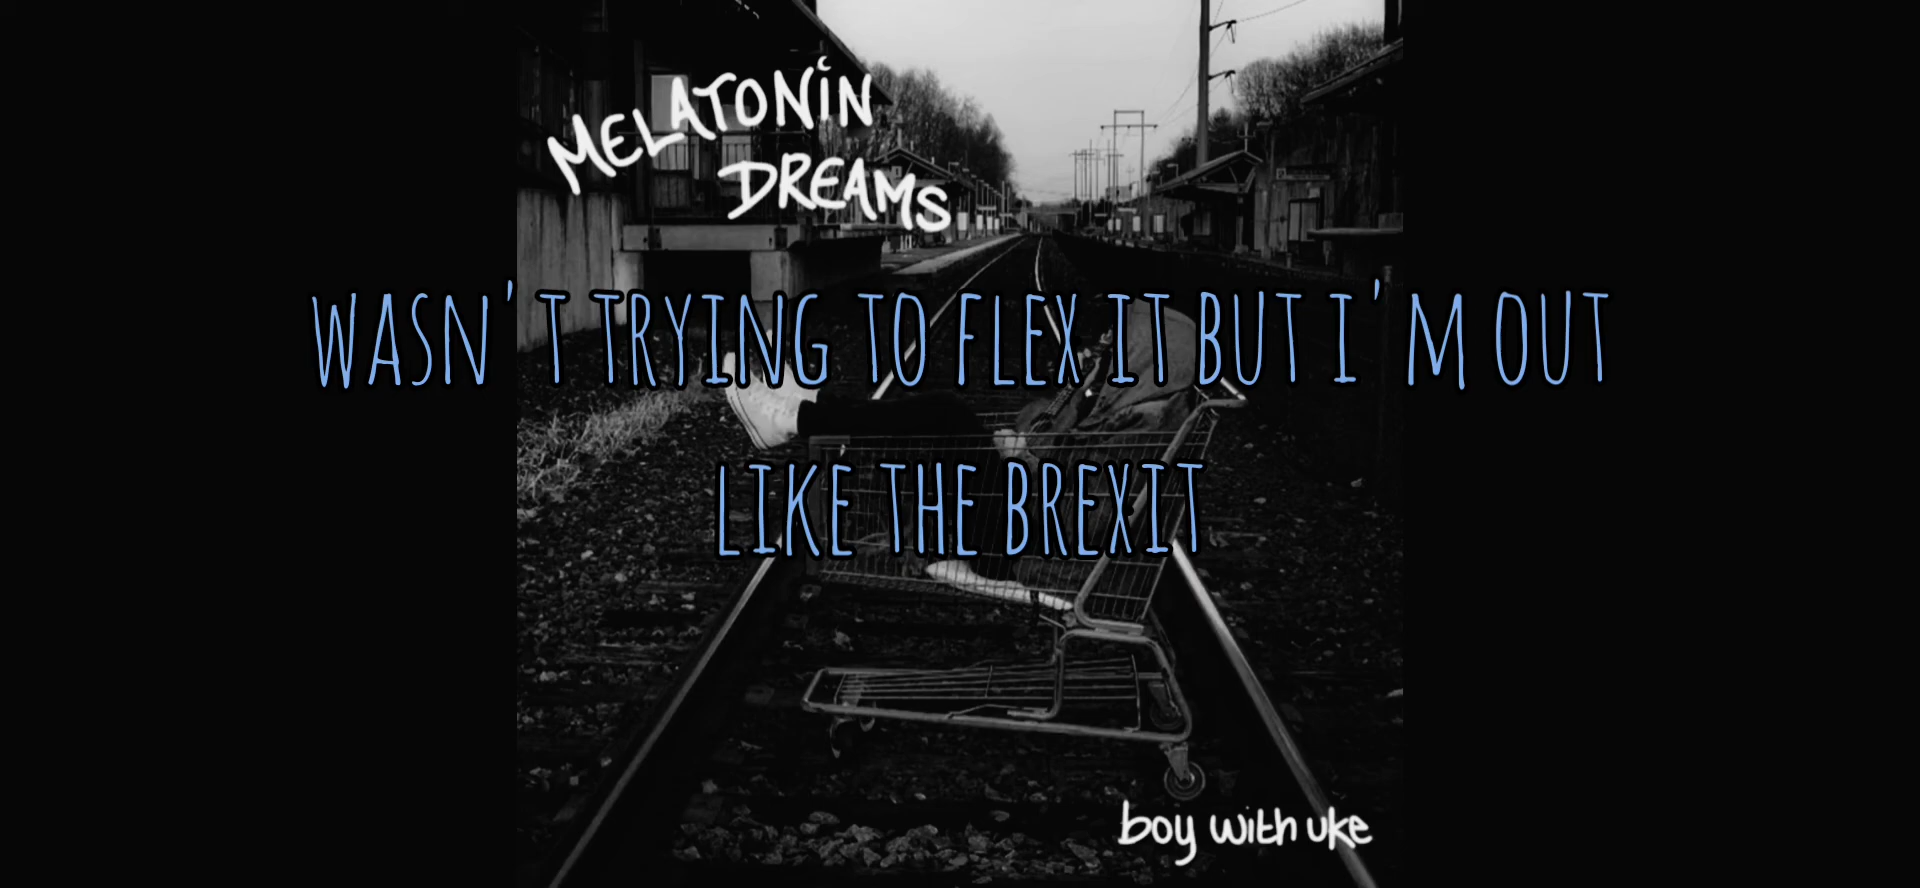 MELATONIN
DREAMS
WASN'T TRYING TO FLEX IT BUT I'M OUT
LIKE THE BREXIT
boy with uke